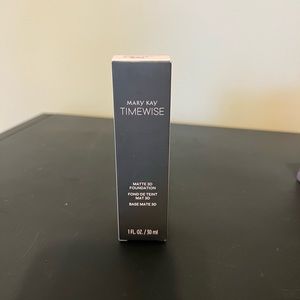 MARY KAY
TIMEWISE
MATTE 3D
FOUNDATION
FOND DE TEINT
MAT 3D
BASE MATE 3D
1 FL. OZ. / 30 ml